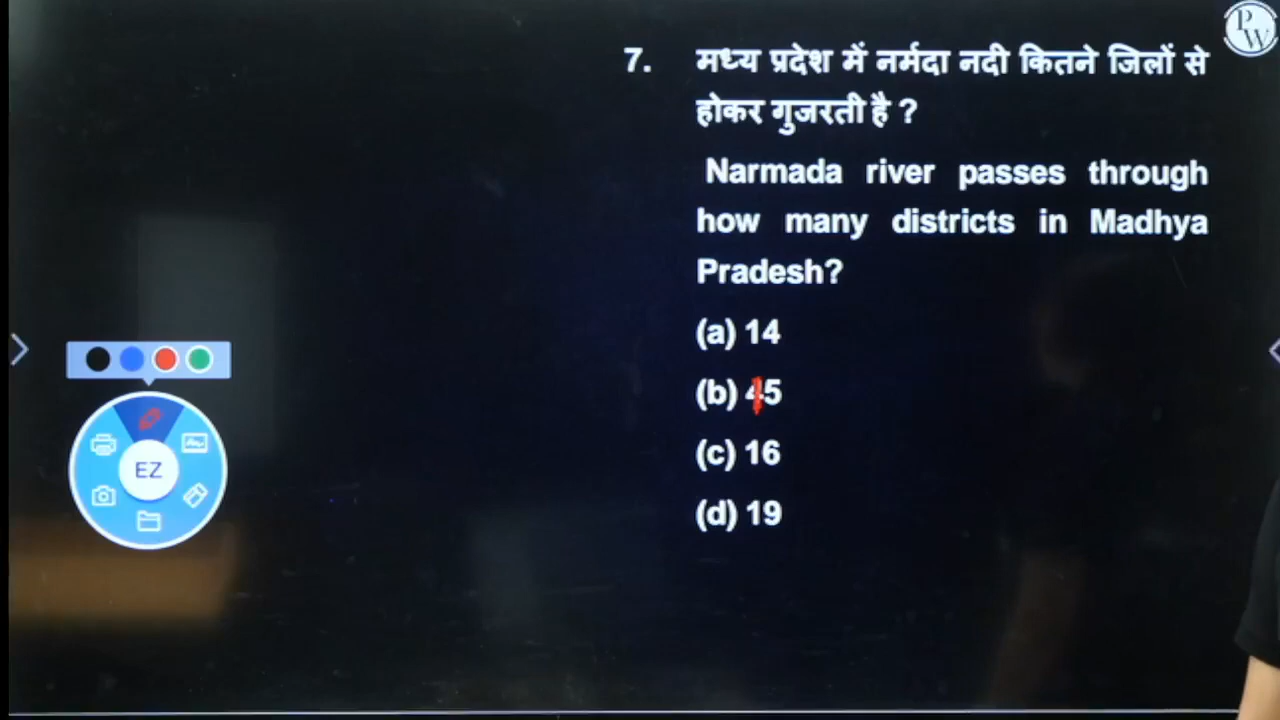 P
W
7. मध्य प्रदेश में नर्मदा नदी कितने जिलों से
होकर गुजरती है ?
Narmada river passes through
how many districts in Madhya
Pradesh?
(a) 14
(b) 45
(c) 16
(d) 19
EZ